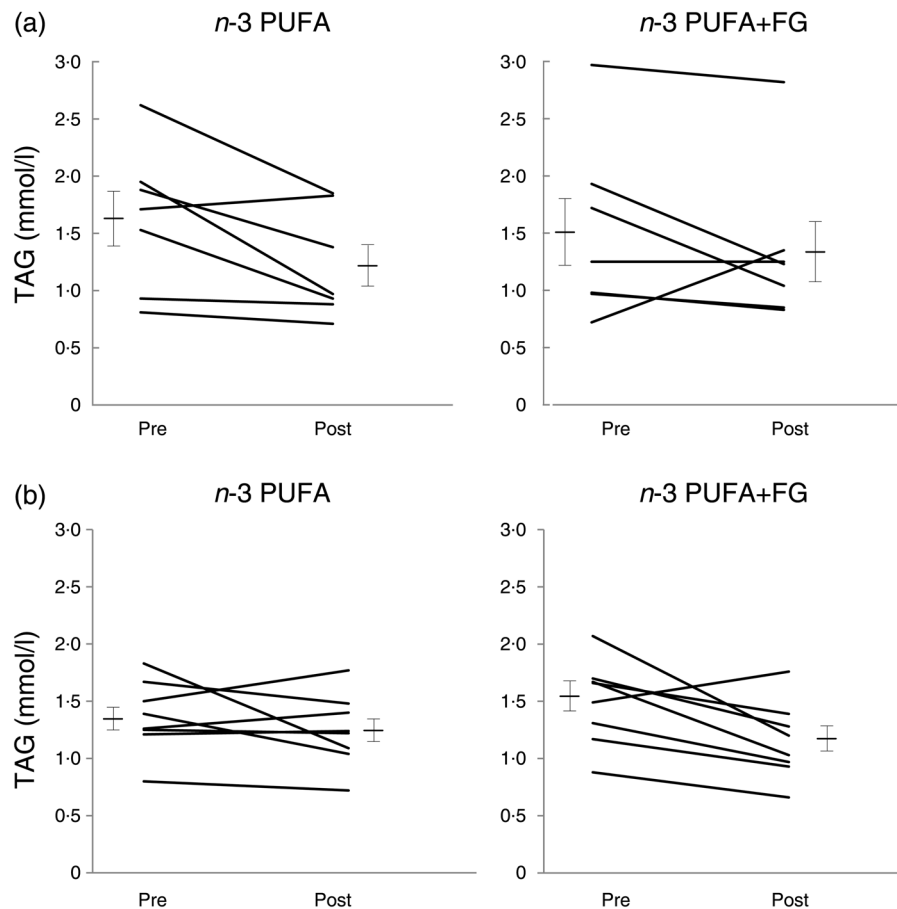 (a)
n-3 PUFA
n-3 PUFA+FG
TAG (mmol/l)
3·0
2·5
2·0
1·5
1·0
0·5
0
Pre
Post
3·0
2·5
2·0
1·5
1·0
0·5
0
Pre
Post
(b)
n-3 PUFA
n-3 PUFA+FG
TAG (mmol/l)
3·0
2·5
2·0
1·5
1·0
0·5
0
Pre
Post
3·0
2·5
2·0
1·5
1·0
0·5
0
Pre
Post